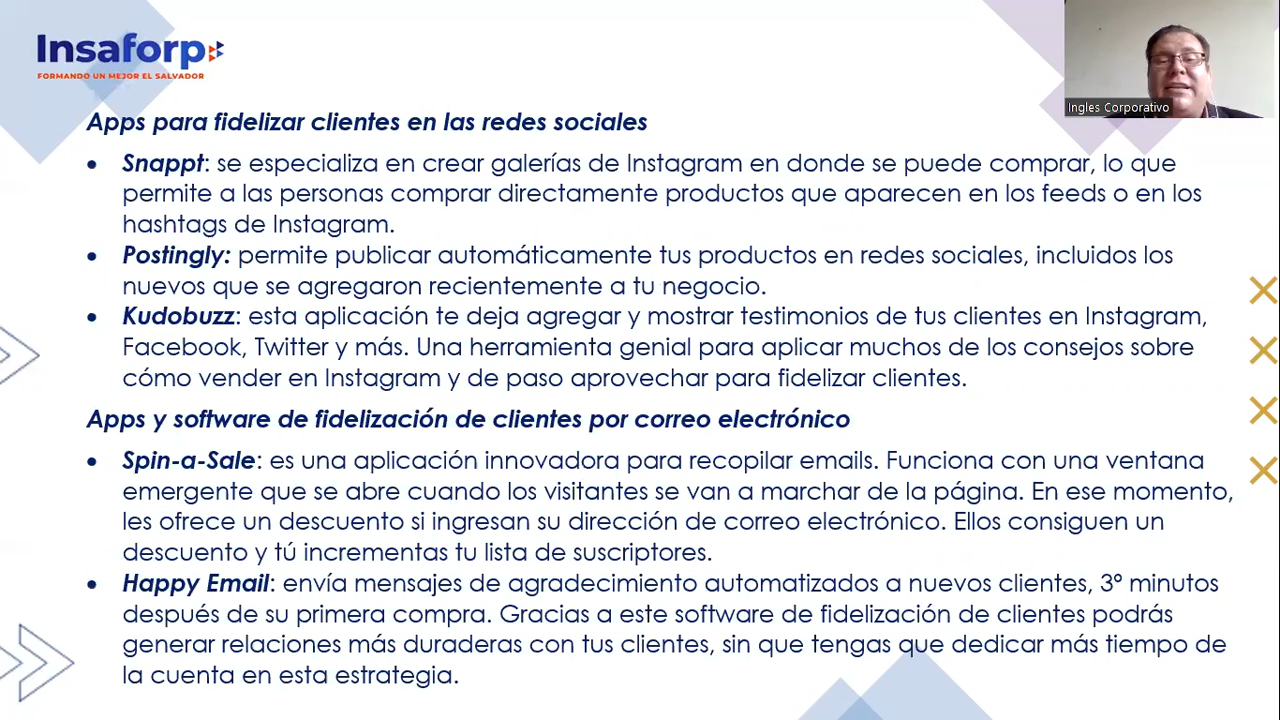 Insaforp
FORMANDO UN MEJOR EL SALVADOR
Ingles Corporativo
Apps para fidelizar clientes en las redes sociales
• Snappt: se especializa en crear galerías de Instagram en donde se puede comprar, lo que
permite a las personas comprar directamente productos que aparecen en los feeds o en los
hashtags de Instagram.
• Postingly: permite publicar automáticamente tus productos en redes sociales, incluidos los
nuevos que se agregaron recientemente a tu negocio.
• Kudobuzz: esta aplicación te deja agregar y mostrar testimonios de tus clientes en Instagram,
Facebook, Twitter y más. Una herramienta genial para aplicar muchos de los consejos sobre
cómo vender en Instagram y de paso aprovechar para fidelizar clientes.
Apps y software de fidelización de clientes por correo electrónico
• Spin-a-Sale: es una aplicación innovadora para recopilar emails. Funciona con una ventana
emergente que se abre cuando los visitantes se van a marchar de la página. En ese momento,
les ofrece un descuento si ingresan su dirección de correo electrónico. Ellos consiguen un
descuento y tú incrementas tu lista de suscriptores.
• Happy Email: envía mensajes de agradecimiento automatizados a nuevos clientes, 3º minutos
después de su primera compra. Gracias a este software de fidelización de clientes podrás
generar relaciones más duraderas con tus clientes, sin que tengas que dedicar más tiempo de
la cuenta en esta estrategia.